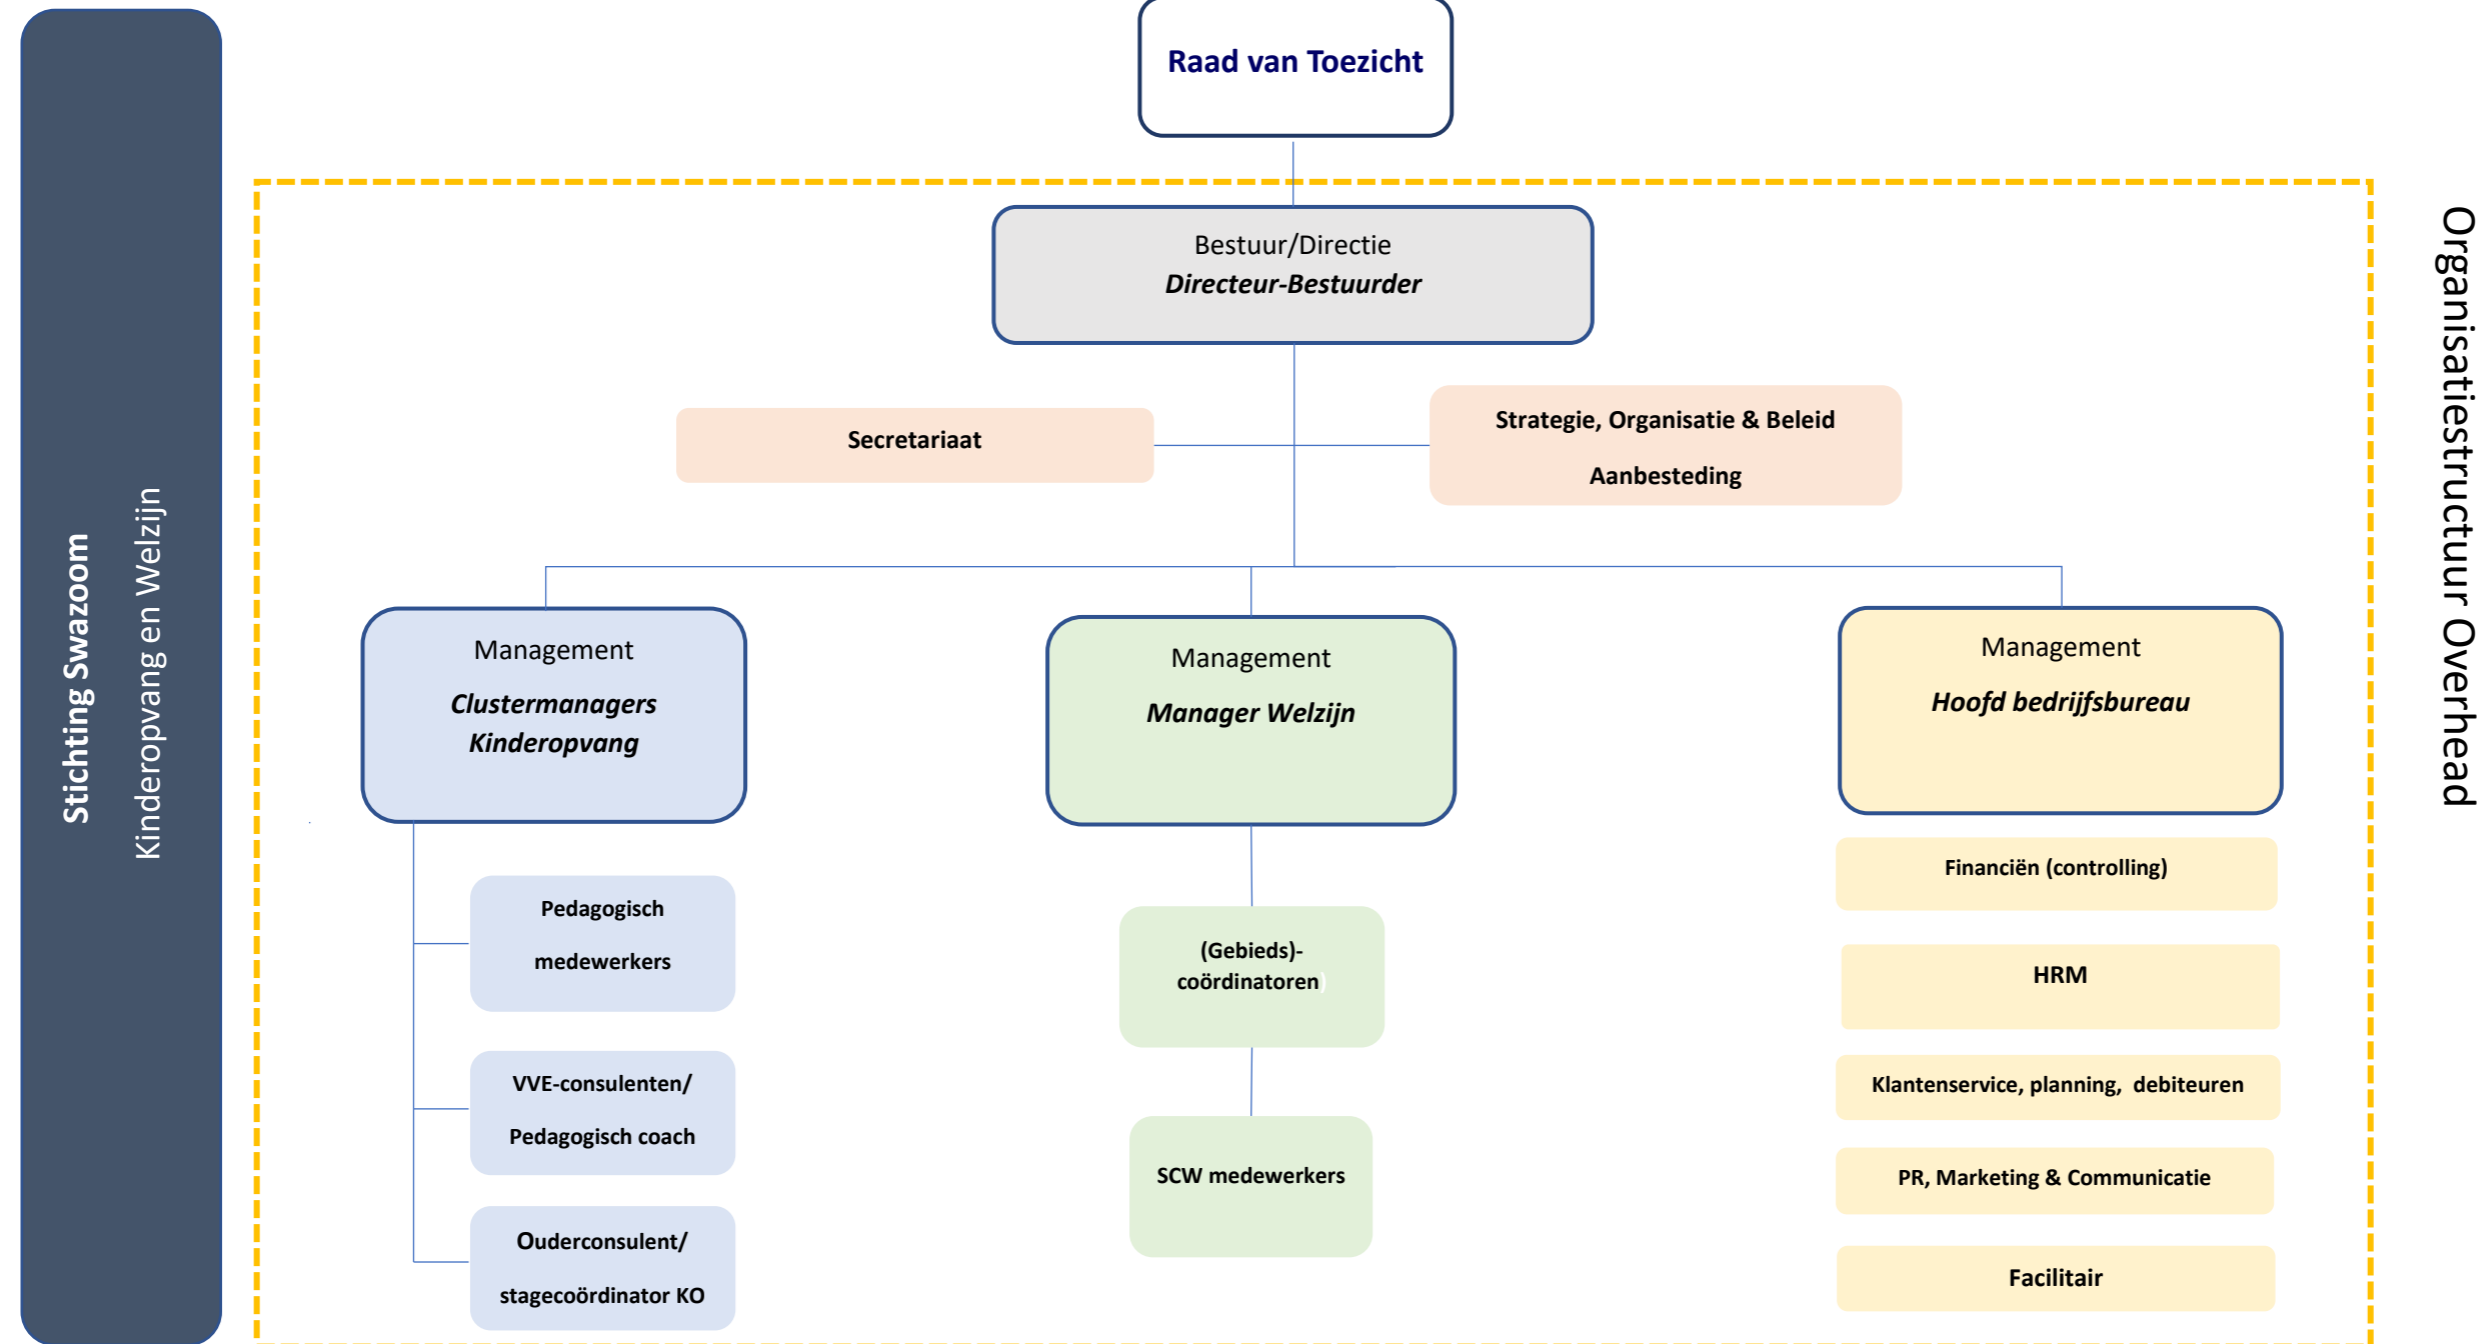 Stichting Swazoom
Kinderopvang en Welzijn
Raad van Toezicht
Bestuur/Directie
Directeur-Bestuurder
Secretariaat
Strategie, Organisatie & Beleid
Aanbesteding
Management
Clustermanagers
Kinderopvang
Pedagogisch
medewerkers
VVE-consulenten/
Pedagogisch coach
Ouderconsulent/
stagecoördinator KO
Management
Manager Welzijn
(Gebieds)-
coördinatoren)
SCW medewerkers
Management
Hoofd bedrijfsbureau
Financiën (controlling)
HRM
Klantenservice, planning, debiteuren
PR, Marketing & Communicatie
Facilitair
Organisatiestructuur Overhead